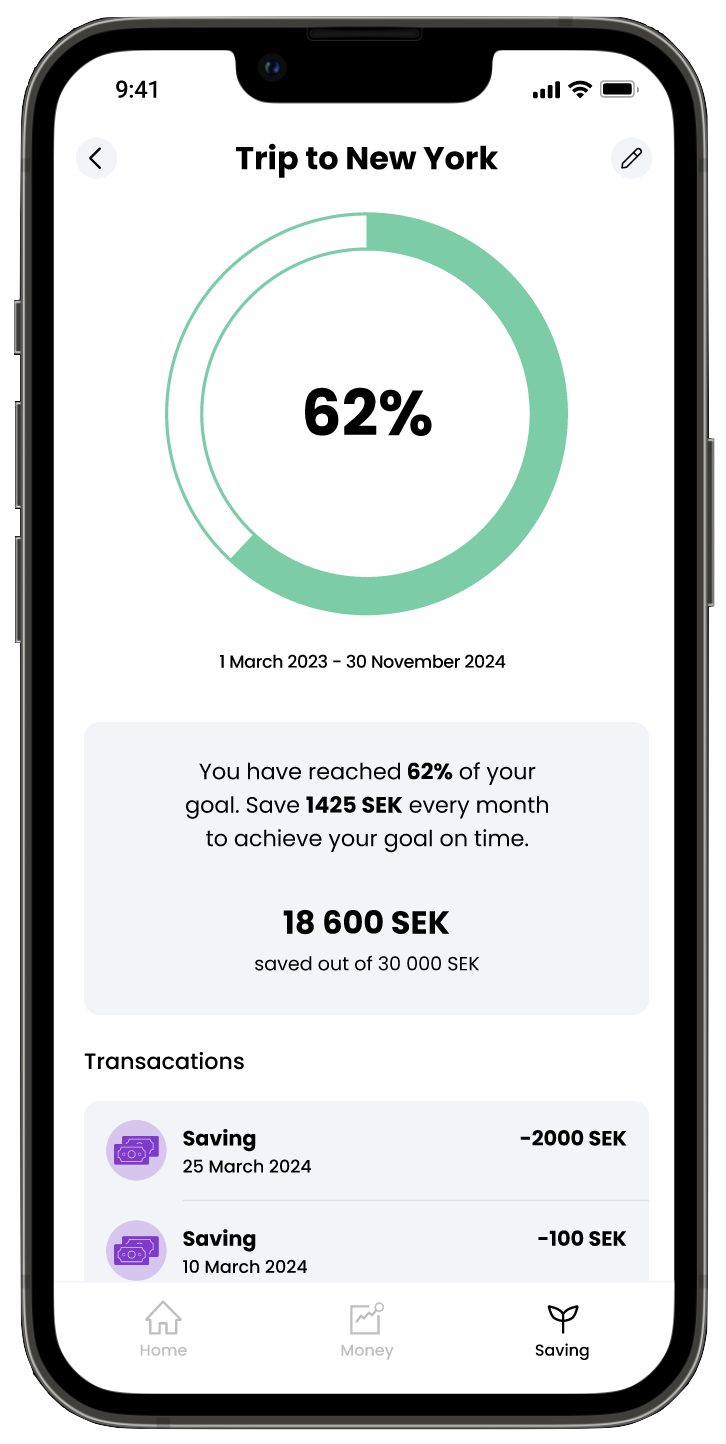 9:41
Trip to New York
62%
1 March 2023 - 30 November 2024
You have reached 62% of your
goal. Save 1425 SEK every month
to achieve your goal on time.
18 600 SEK
saved out of 30 000 SEK
Transacations
Saving -2000 SEK
25 March 2024
Saving -100 SEK
10 March 2024
Home Money Saving